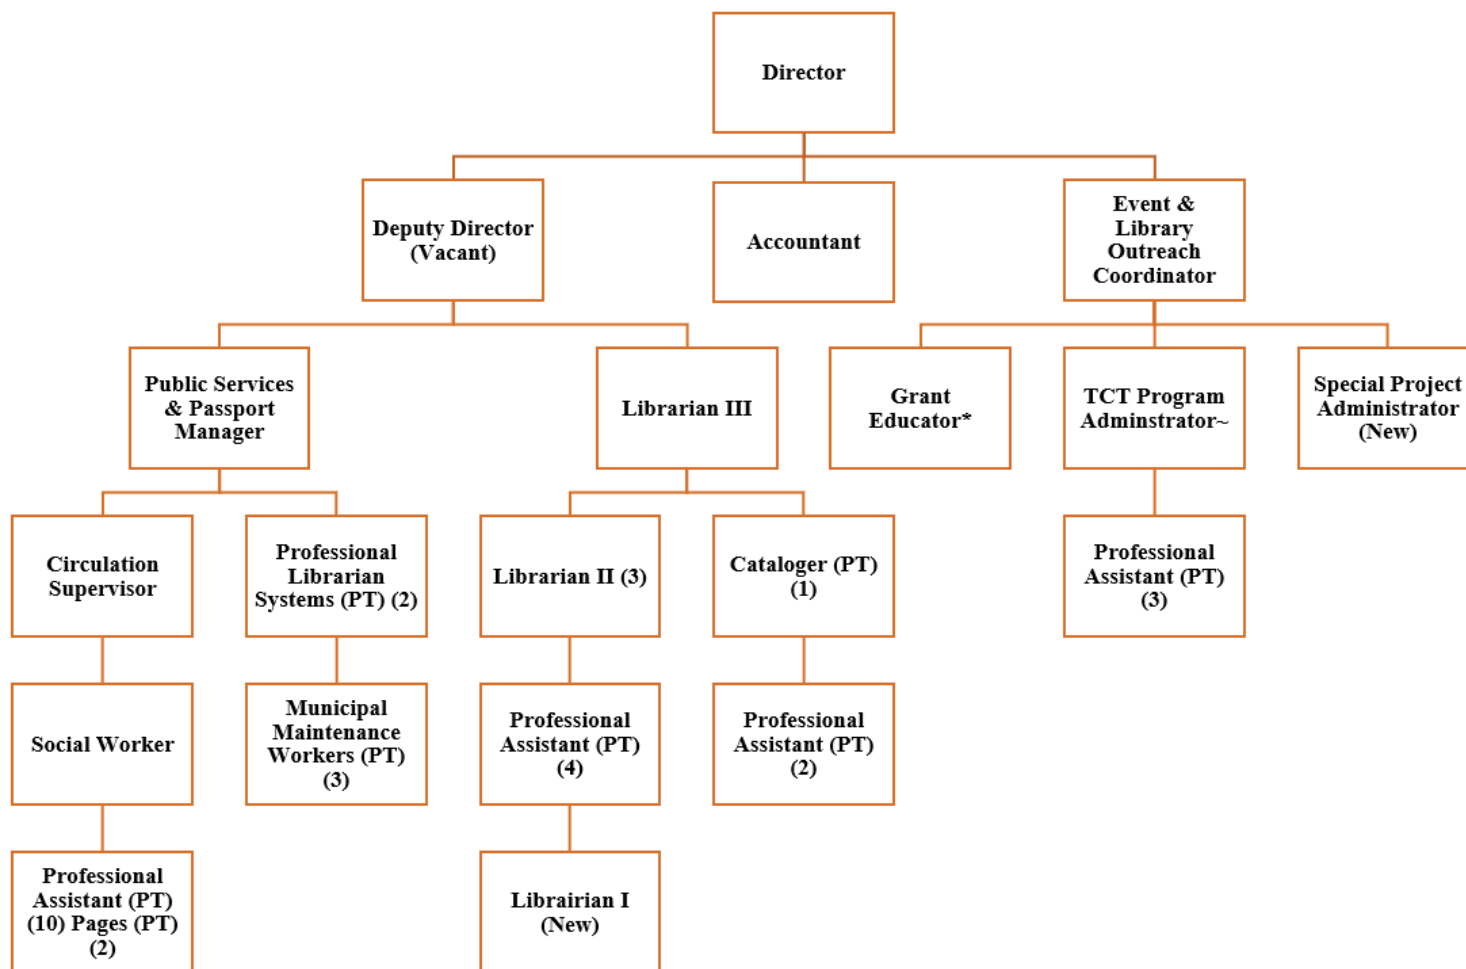 Director
Deputy Director
(Vacant)
Accountant
Event &
Library
Outreach
Coordinator
Public Services
& Passport
Manager
Librarian III
Grant
Educator*
TCT Program
Adminstrator~
Special Project
Administrator
(New)
Circulation
Supervisor
Professional
Librarian
Systems (PT) (2)
Librarian II (3)
Cataloger (PT)
(1)
Professional
Assistant (PT)
(3)
Social Worker
Municipal
Maintenance
Workers (PT)
(3)
Professional
Assistant (PT)
(4)
Professional
Assistant (PT)
(2)
Professional
Assistant (PT)
(10) Pages (PT)
(2)
Librairian I
(New)